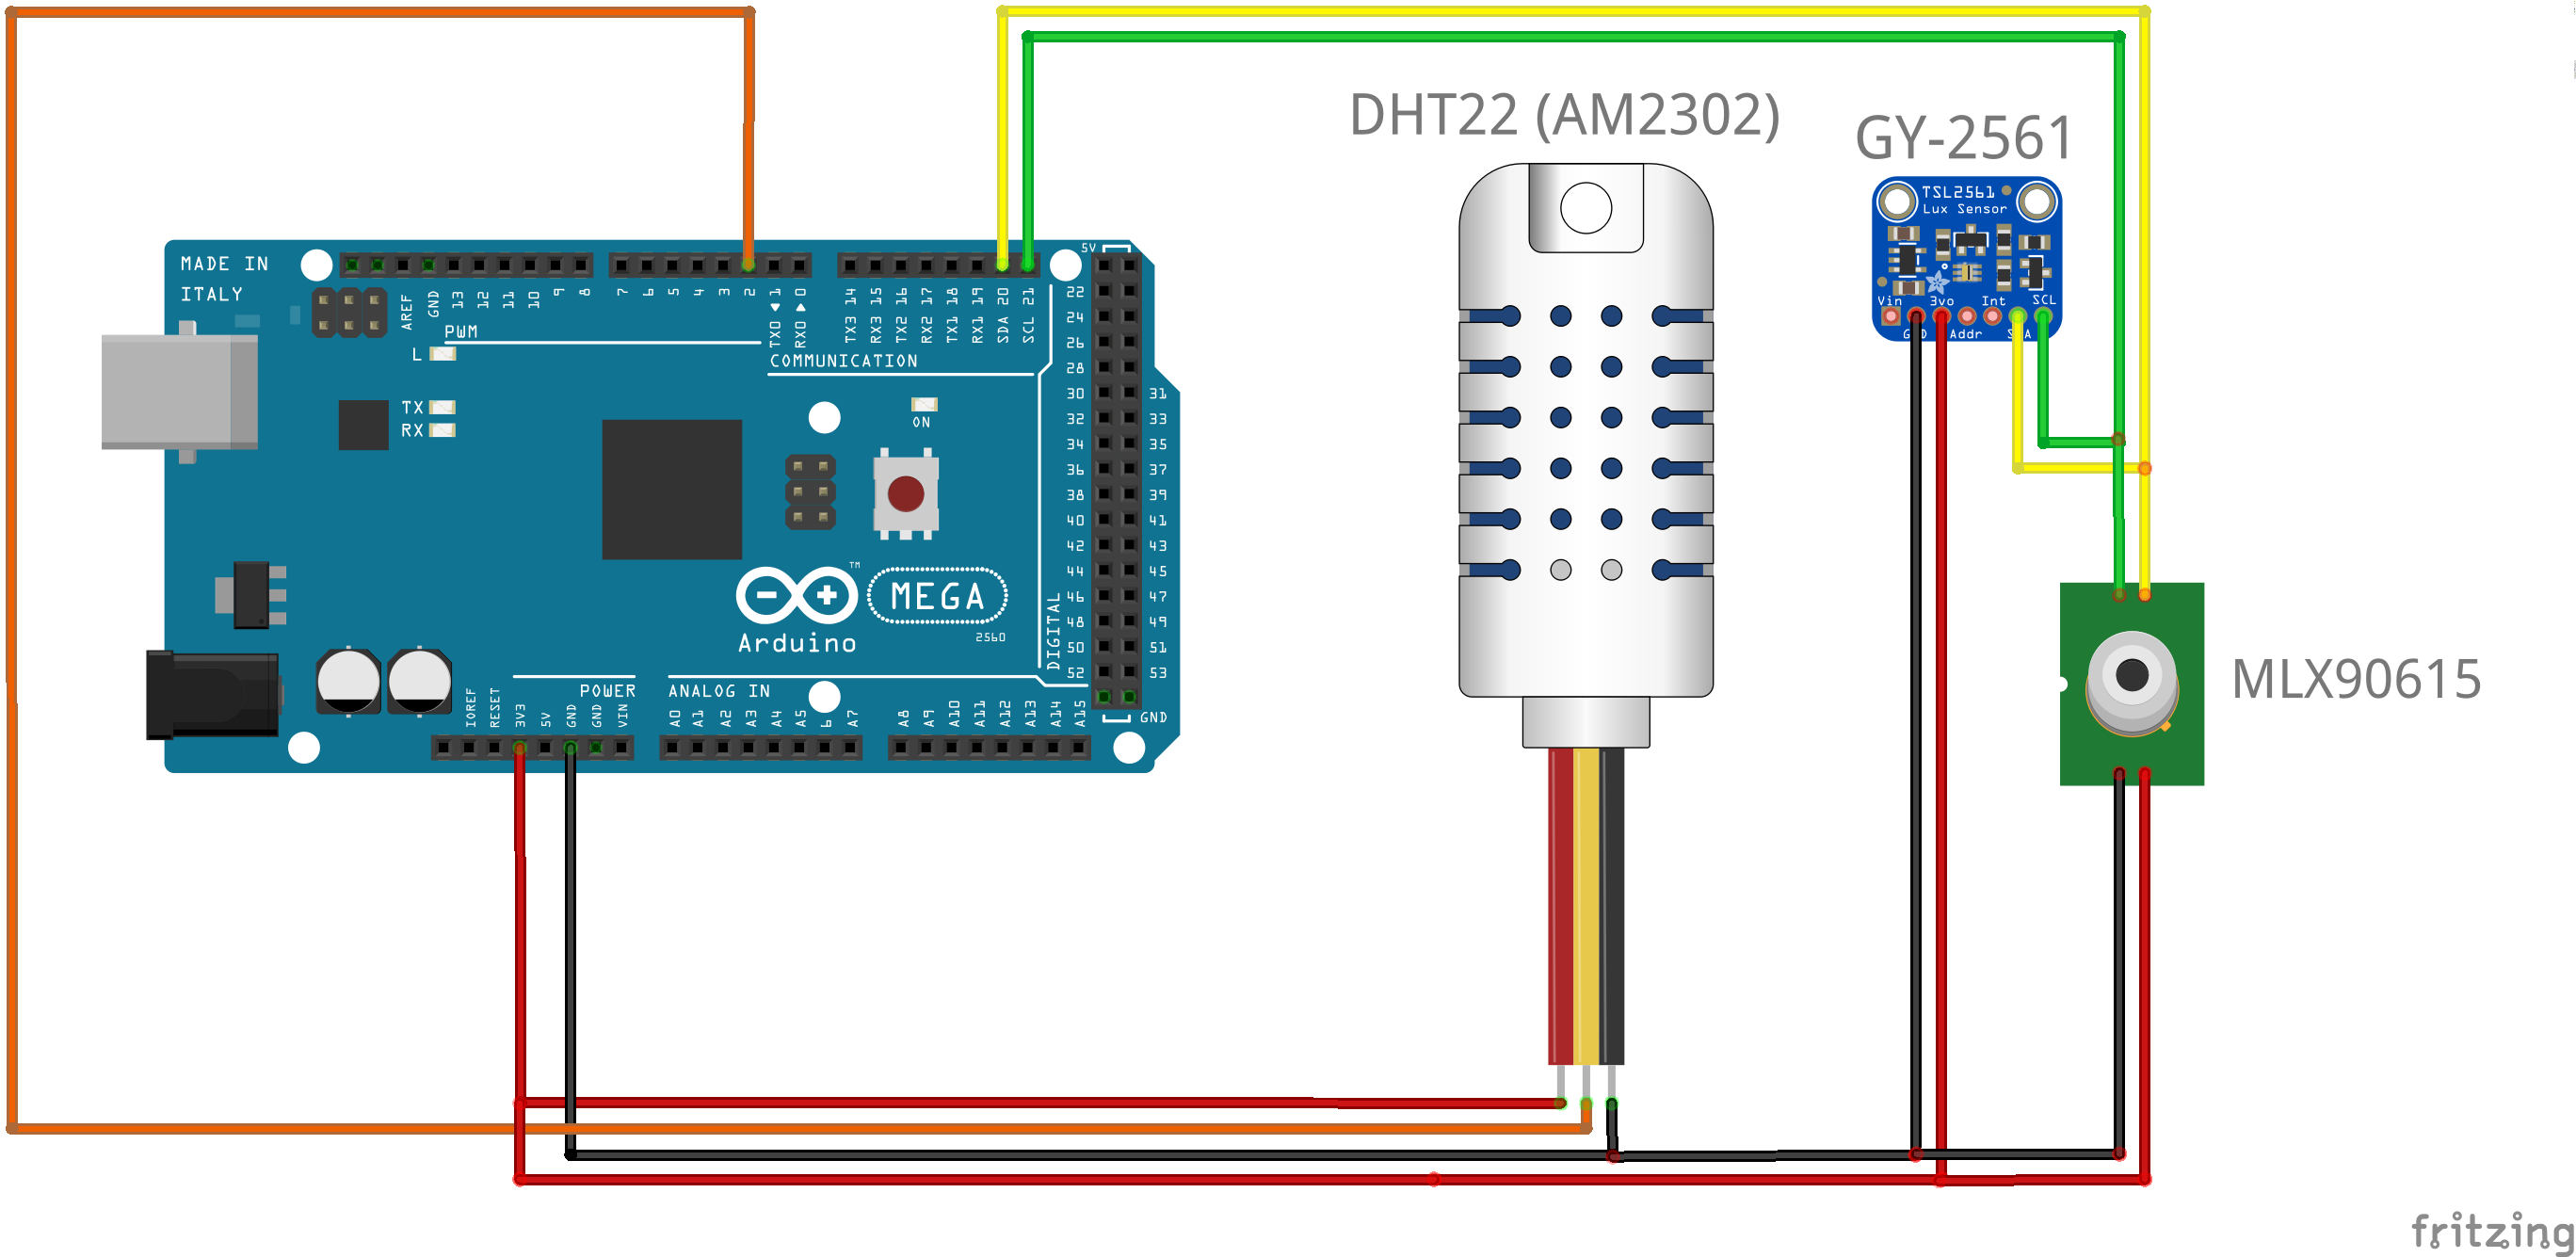 DHT22 (AM2302)
GY-2561
TSL2561
Lux Sensor
Vin
3vo
Int
SCL
Addr
MADE IN
ITALY
AREF
GND
13
12
11
10
9
8
7
6
5
4
3
2
TX0 1
RX0 0
TX3 14
RX3 15
TX2 16
RX2 17
TX1 18
RX1 19
SDA 20
SCL 21
5V
PWM
L
COMMUNICATION
TX
RX
ON
22
24
26
28
30 31
32 33
34 35
36 37
38 39
40 41
42 43
44 45
46 47
48 49
50 51
52 53
DIGITAL
GND
TM
MEGA
2560
Arduino
POWER
ANALOG IN
IOREF
RESET
3V3
5V
GND
GND
VIN
A0
A1
A2
A3
A4
A5
6
A7
A8
A9
A10
A11
A12
A13
A14
A15
MLX90615
fritzing